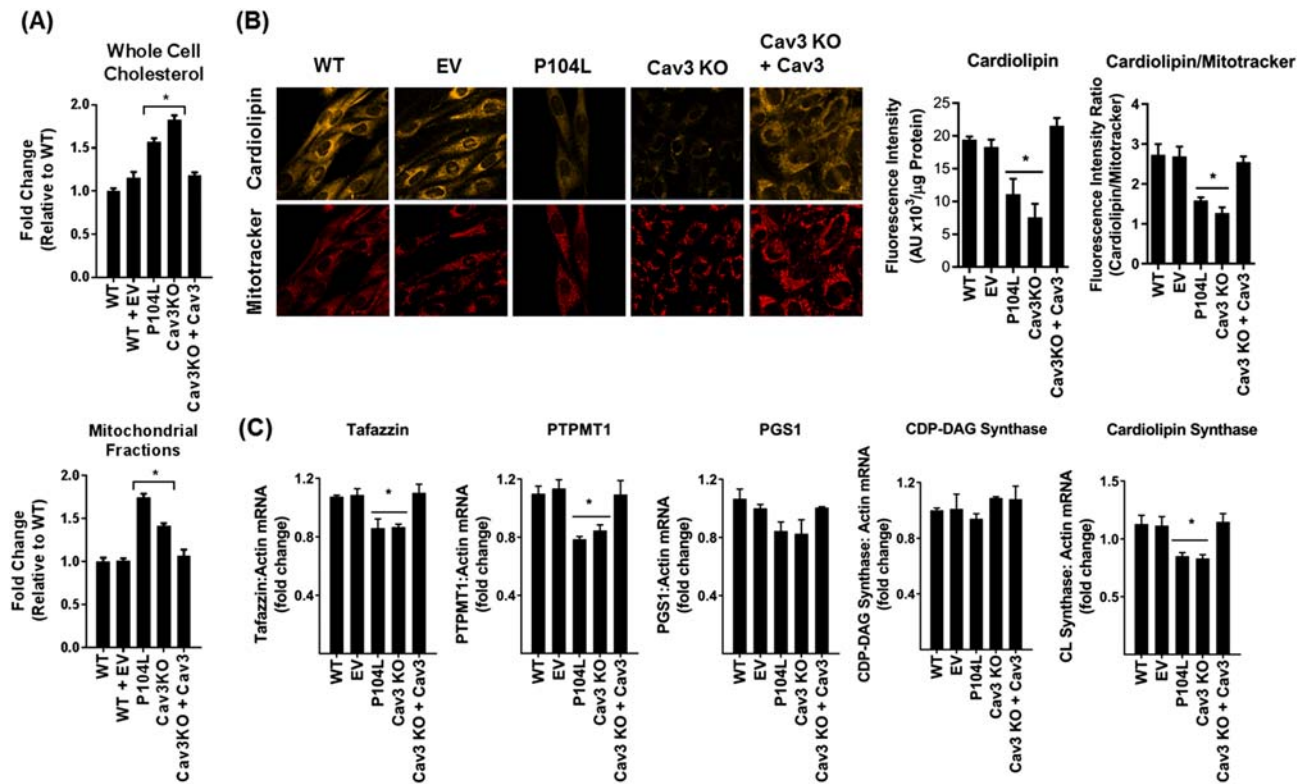 (A)
Whole Cell
Cholesterol
*
Fold Change
(Relative to WT)
2.0
1.5
1.0
0.5
0.0
WT
WT + EV
P104L
Cav3KO
Cav3KO + Cav3
Mitochondrial
Fractions
*
Fold Change
(Relative to WT)
2.0
1.5
1.0
0.5
0.0
WT
WT + EV
P104L
Cav3KO
Cav3KO + Cav3
(B)
WT
EV
P104L
Cav3 KO
Cav3 KO
+ Cav3
Cardiolipin
Mitotracker
Cardiolipin
*
Fluorescence Intensity
(AU x10³/µg Protein)
25
20
15
10
5
0
WT
EV
P104L
Cav3KO
Cav3 KO + Cav3
Cardiolipin/Mitotracker
*
Fluorescence Intensity Ratio
(Cardiolipin/Mitotracker)
4
3
2
1
0
WT
EV
P104L
Cav3 KO
Cav3 KO + Cav3
(C)
Tafazzin
*
Tafazzin:Actin mRNA
(fold change)
1.2
0.8
0.4
WT
EV
P104L
Cav3 KO
Cav3 KO + Cav3
PTPMT1
*
PTPMT1:Actin mRNA
(fold change)
1.2
0.8
0.4
WT
EV
P104L
Cav3 KO
Cav3 KO + Cav3
PGS1
PGS1:Actin mRNA
(fold change)
1.2
0.8
0.4
WT
EV
P104L
Cav3 KO
Cav3 KO + Cav3
CDP-DAG Synthase
CDP-DAG Synthase: Actin mRNA
(fold change)
1.2
0.8
0.4
WT
EV
P104L
Cav3 KO
Cav3 KO + Cav3
Cardiolipin Synthase
*
CL Synthase: Actin mRNA
(fold change)
1.5
1.0
0.5
0.0
WT
EV
P104L
Cav3 KO
Cav3 KO + Cav3